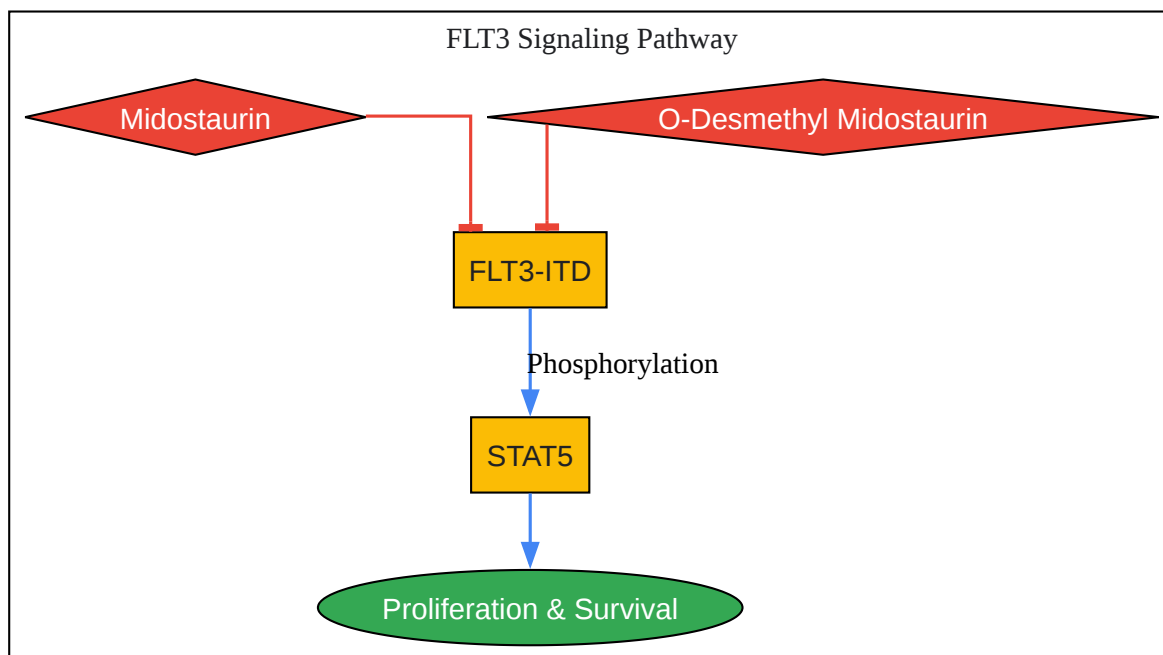 FLT3 Signaling Pathway
Midostaurin
O-Desmethyl Midostaurin
FLT3-ITD
Phosphorylation
STAT5
Proliferation & Survival